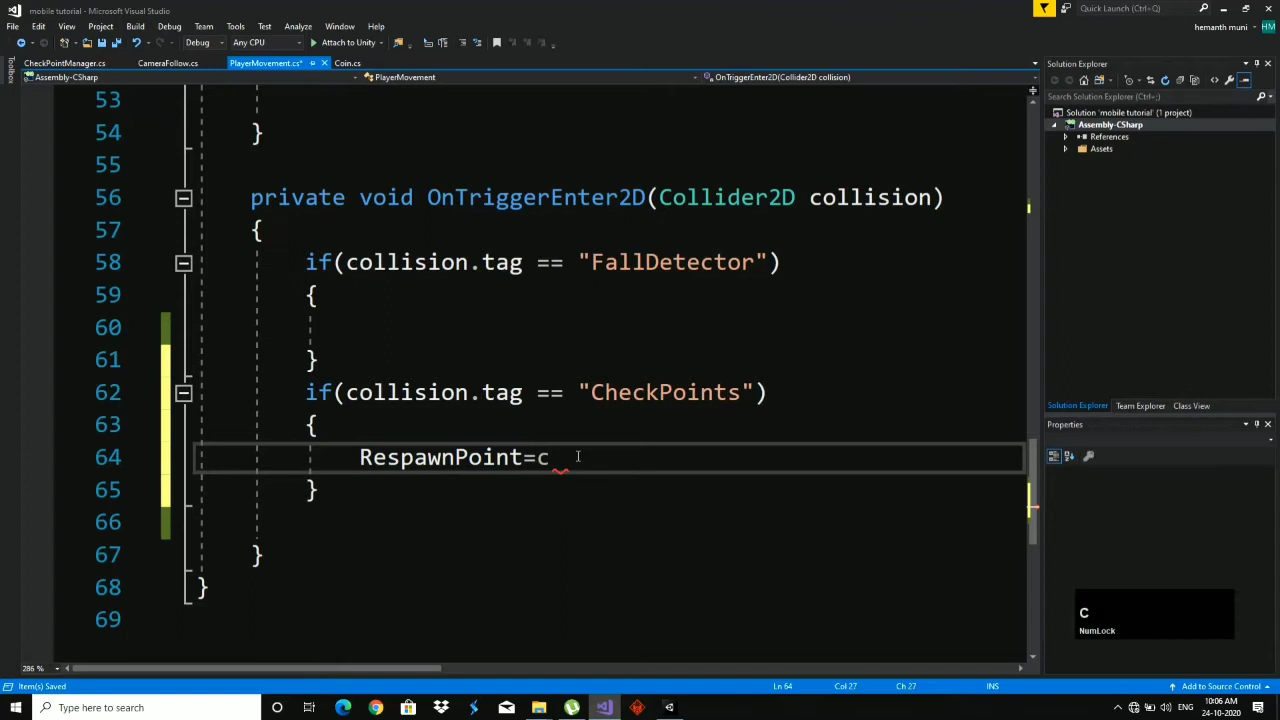 mobile tutorial - Microsoft Visual Studio
Quick Launch (Ctrl+;)
File Edit View Project Build Debug Team Tools Test Analyze Window Help
hemanth muni HM
Debug Any CPU Attach to Unity
Toolbox
CheckPointManager.cs CameraFollow.cs PlayerMovement.cs* Coin.cs
Assembly-CSharp PlayerMovement OnTriggerEnter2D(Collider2D collision)
53
54 }
55
56 private void OnTriggerEnter2D(Collider2D collision)
57 {
58 if(collision.tag == "FallDetector")
59 {
60
61 }
62 if(collision.tag == "CheckPoints")
63 {
64 RespawnPoint=c
65 }
66
67 }
68 }
69
286 %
Solution Explorer
Search Solution Explorer (Ctrl+;)
Solution 'mobile tutorial' (1 project)
Assembly-CSharp
References
Assets
Solution Explorer Team Explorer Class View
Properties
C
NumLock
Item(s) Saved Ln 64 Col 27 Ch 27 INS Add to Source Control
Type here to search
ENG 10:06 AM
24-10-2020